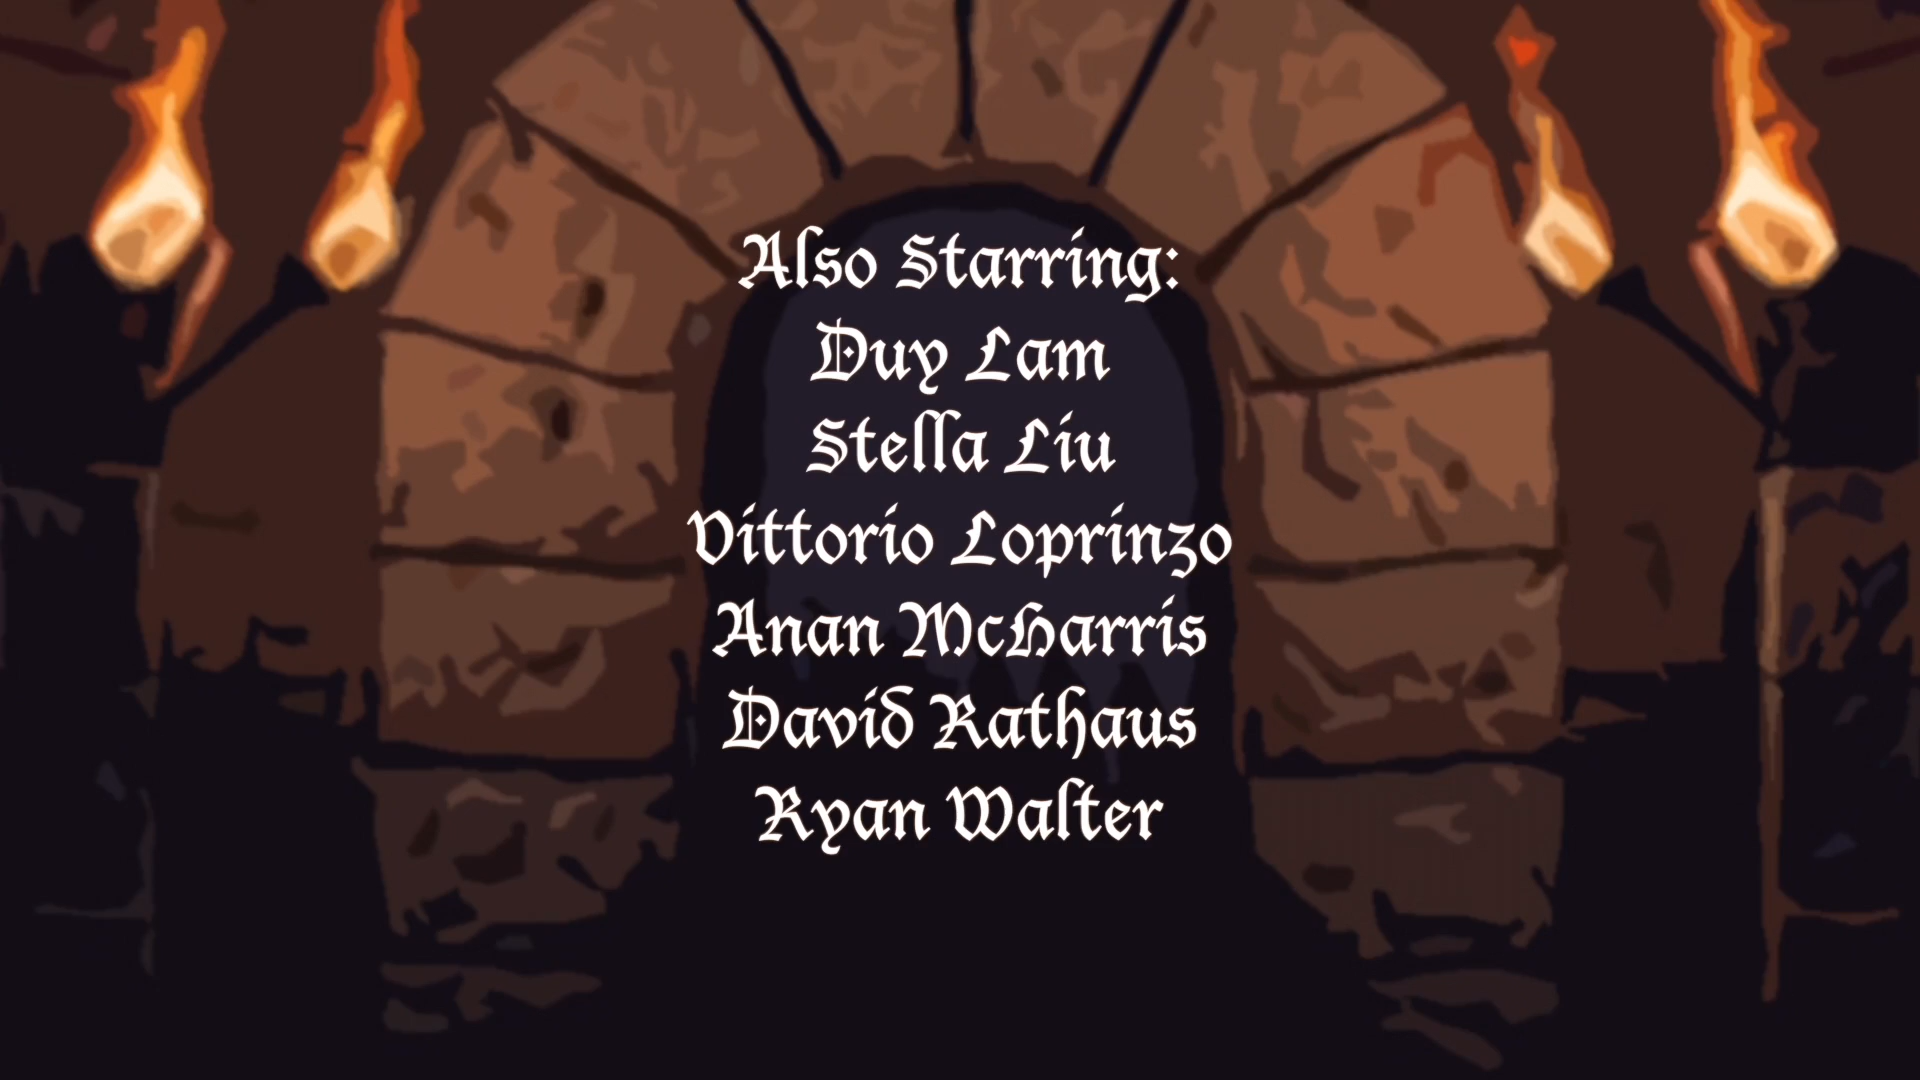 Also Starring:
Duy Lam
Stella Liu
Vittorio Loprinzo
Anan McHarris
David Rathaus
Ryan Walter